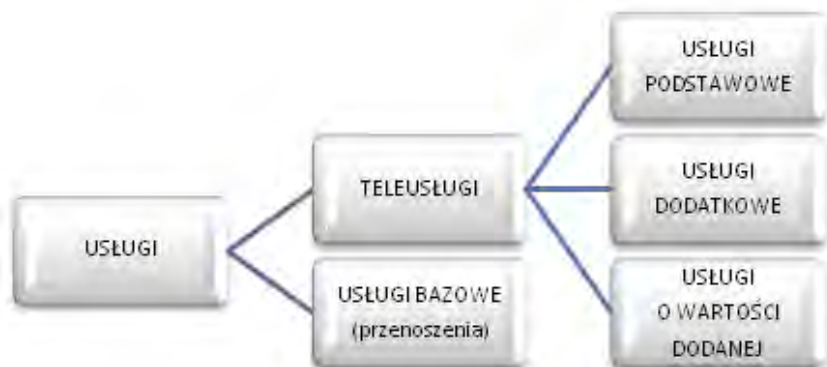 USŁUGI
TELEUSŁUGI
USŁUGI BAZOWE
(przenoszenia)
USŁUGI
PODSTAWOWE
USŁUGI
DODATKOWE
USŁUGI
O WARTOŚCI
DODANEJ